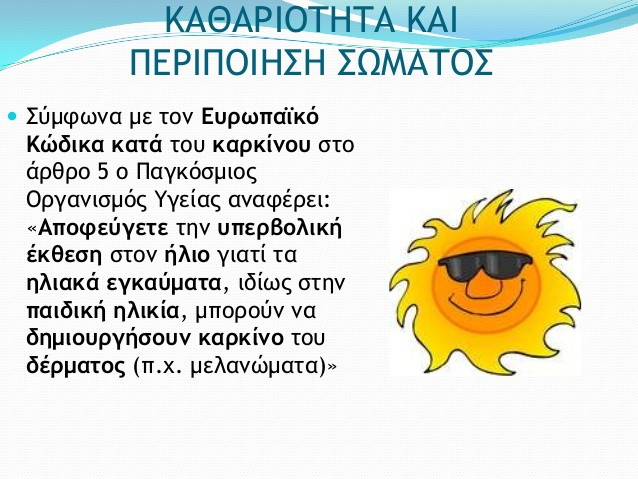 ΚΑΘΑΡΙΟΤΗΤΑ ΚΑΙ
ΠΕΡΙΠΟΙΗΣΗ ΣΩΜΑΤΟΣ
• Σύμφωνα με τον Ευρωπαϊκό
Κώδικα κατά του καρκίνου στο
άρθρο 5 ο Παγκόσμιος
Οργανισμός Υγείας αναφέρει:
«Αποφεύγετε την υπερβολική
έκθεση στον ήλιο γιατί τα
ηλιακά εγκαύματα, ιδίως στην
παιδική ηλικία, μπορούν να
δημιουργήσουν καρκίνο του
δέρματος (π.χ. μελανώματα)»